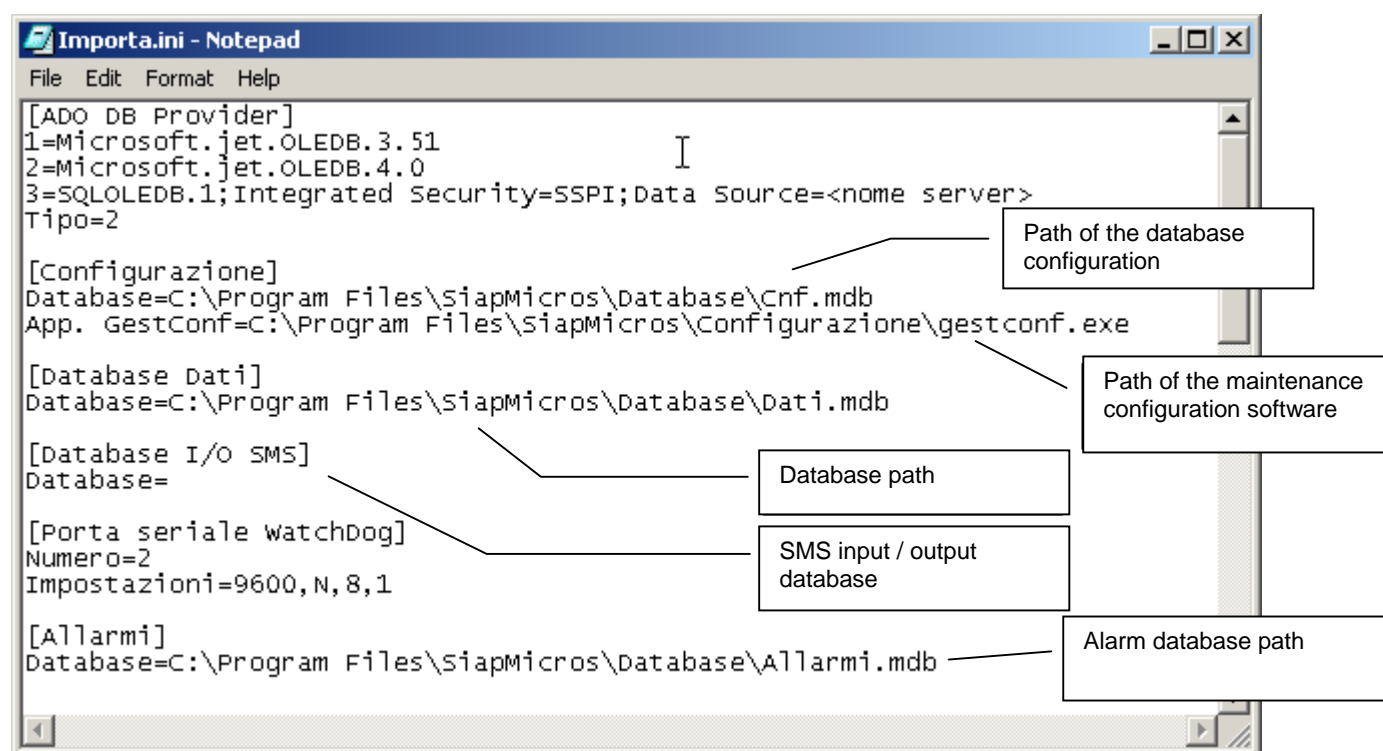 Importa.ini - Notepad
File Edit Format Help
[ADO DB Provider]
1=Microsoft.jet.OLEDB.3.51
2=Microsoft.jet.OLEDB.4.0
3=SQLOLEDB.1;Integrated Security=SSPI;Data Source=<nome server>
Tipo=2
Path of the database
configuration
[Configurazione]
Database=C:\Program Files\SiapMicros\Database\Cnf.mdb
App. GestConf=C:\Program Files\SiapMicros\Configurazione\gestconf.exe
Path of the maintenance
configuration software
[Database Dati]
Database=C:\Program Files\SiapMicros\Database\Dati.mdb
Database path
[Database I/O SMS]
Database=
SMS input / output
database
[Porta seriale WatchDog]
Numero=2
Impostazioni=9600,N,8,1
[Allarmi]
Database=C:\Program Files\SiapMicros\Database\Allarmi.mdb
Alarm database path